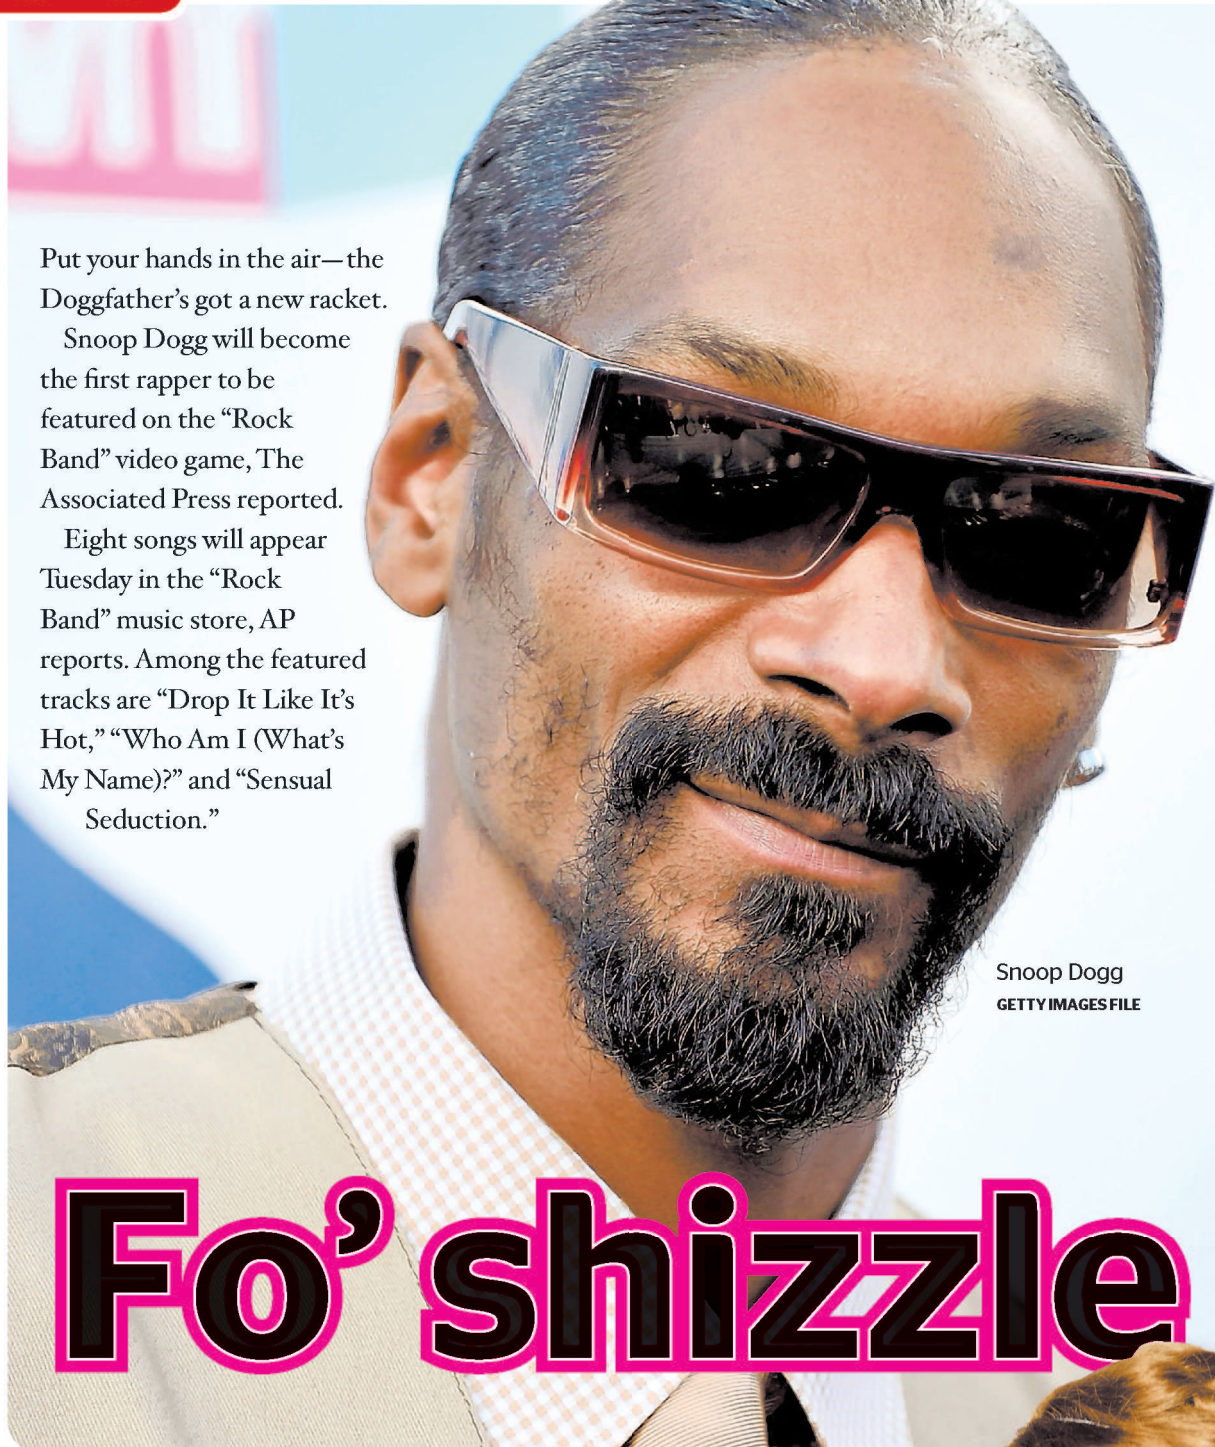 Put your hands in the air—the
Doggfather’s got a new racket.
Snoop Dogg will become
the first rapper to be
featured on the “Rock
Band” video game, The
Associated Press reported.
Eight songs will appear
Tuesday in the “Rock
Band” music store, AP
reports. Among the featured
tracks are “Drop It Like It’s
Hot,” “Who Am I (What’s
My Name)?” and “Sensual
Seduction.”
Snoop Dogg
GETTY IMAGES FILE
Fo’ shizzle